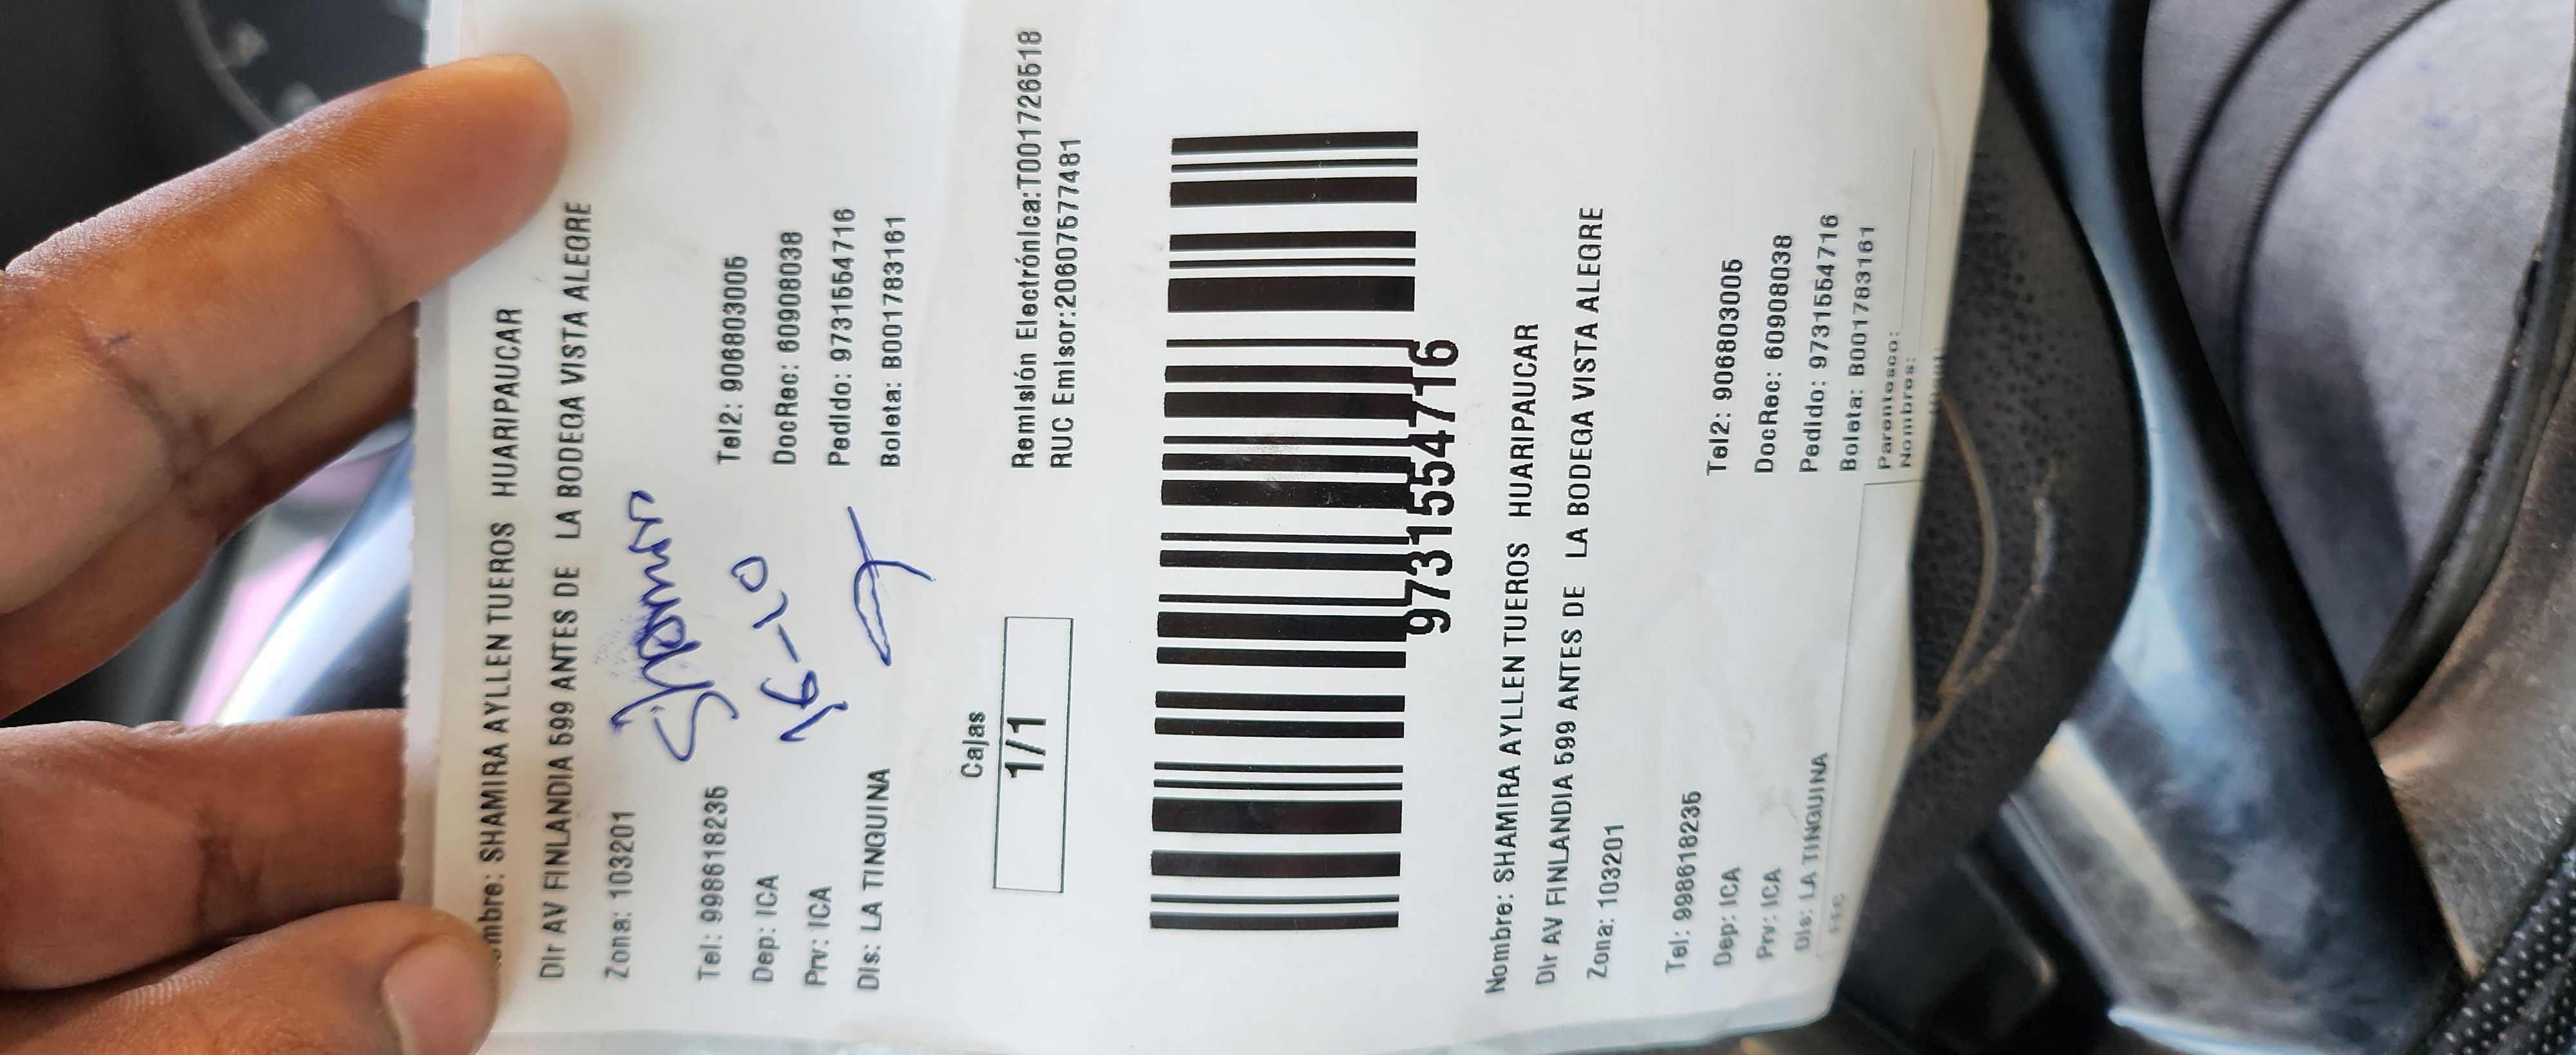 Nombre: SHAMIRA AYLLEN TUEROS HUARIPAUCAR
Dir AV FINLANDIA 599 ANTES DE LA BODEGA VISTA ALEGRE
Zona: 103201
Tel: 998618235
Tel2: 906803005
Dep: ICA
DocRec: 60908038
Prv: ICA
Pedido: 9731554716
Dis: LA TINGUINA
Boleta: B001783161
16-10
Cajas
1/1
Remisión Electrónica:T001726518
RUC Emisor:20607577481
9731554716
Nombre: SHAMIRA AYLLEN TUEROS HUARIPAUCAR
Dir AV FINLANDIA 599 ANTES DE LA BODEGA VISTA ALEGRE
Zona: 103201
Tel: 998618235
Tel2: 906803005
Dep: ICA
DocRec: 60908038
Prv: ICA
Pedido: 9731554716
Dis: LA TINGUINA
Boleta: B001783161
Parentesco:
Nombres: